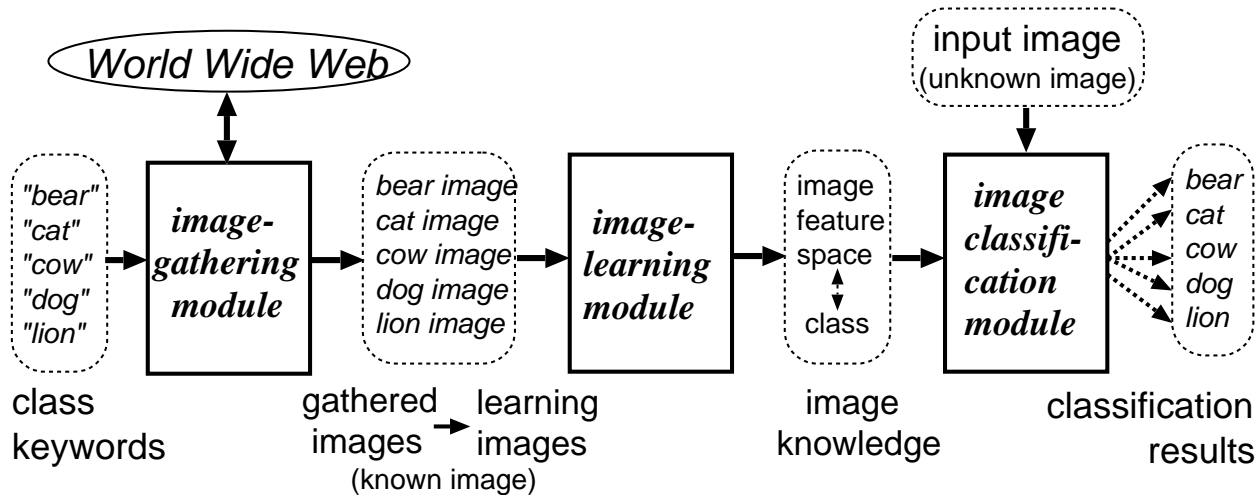 World Wide Web
input image
(unknown image)
"bear"
"cat"
"cow"
"dog"
"lion"
image-
gathering
module
bear image
cat image
cow image
dog image
lion image
image-
learning
module
image
feature
space
class
image
classifi-
cation
module
bear
cat
cow
dog
lion
class
keywords
gathered
images
(known image)
learning
images
image
knowledge
classification
results